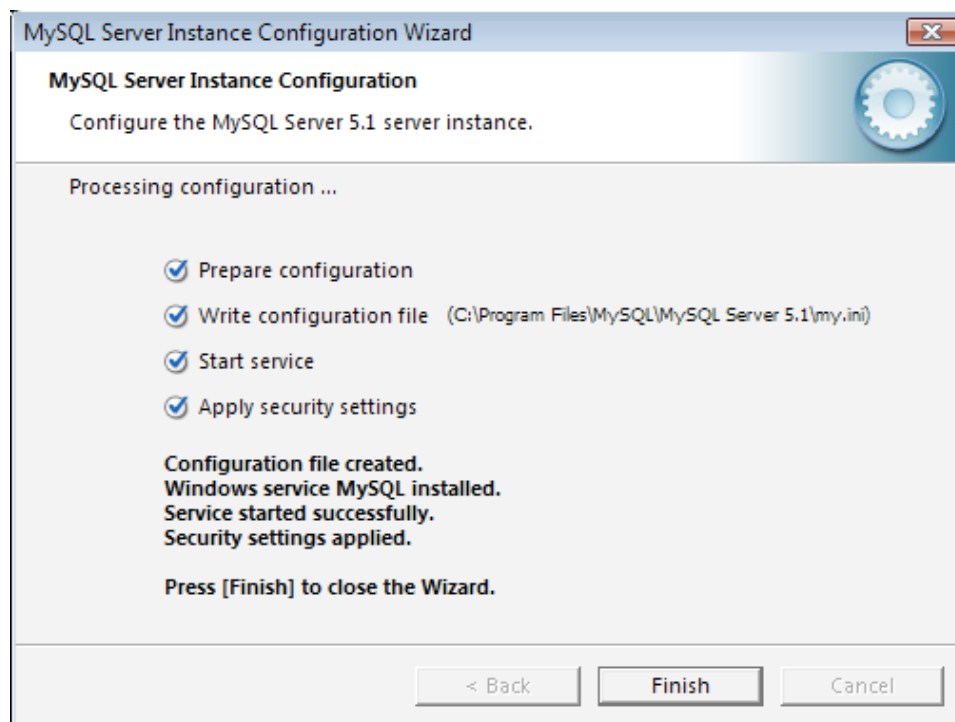 MySQL Server Instance Configuration Wizard
MySQL Server Instance Configuration
Configure the MySQL Server 5.1 server instance.
Processing configuration ...
Prepare configuration
Write configuration file (C:\Program Files\MySQL\MySQL Server 5.1\my.ini)
Start service
Apply security settings
Configuration file created.
Windows service MySQL installed.
Service started successfully.
Security settings applied.
Press [Finish] to close the Wizard.
< Back Finish Cancel